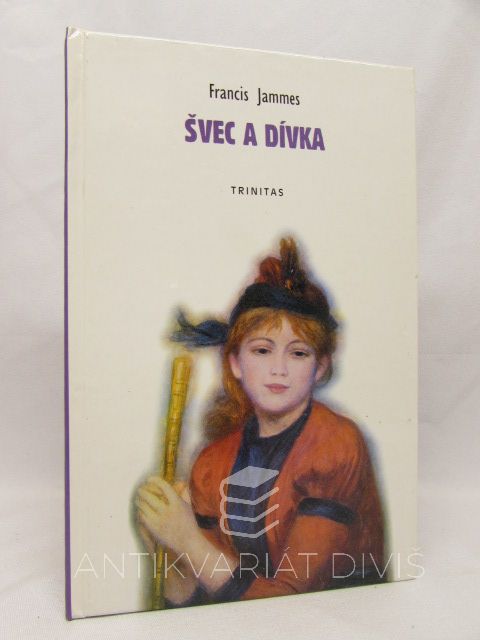 Francis Jammes
ŠVEC A DÍVKA
TRINITAS
ANTIKVARIÁT DIVIŠ